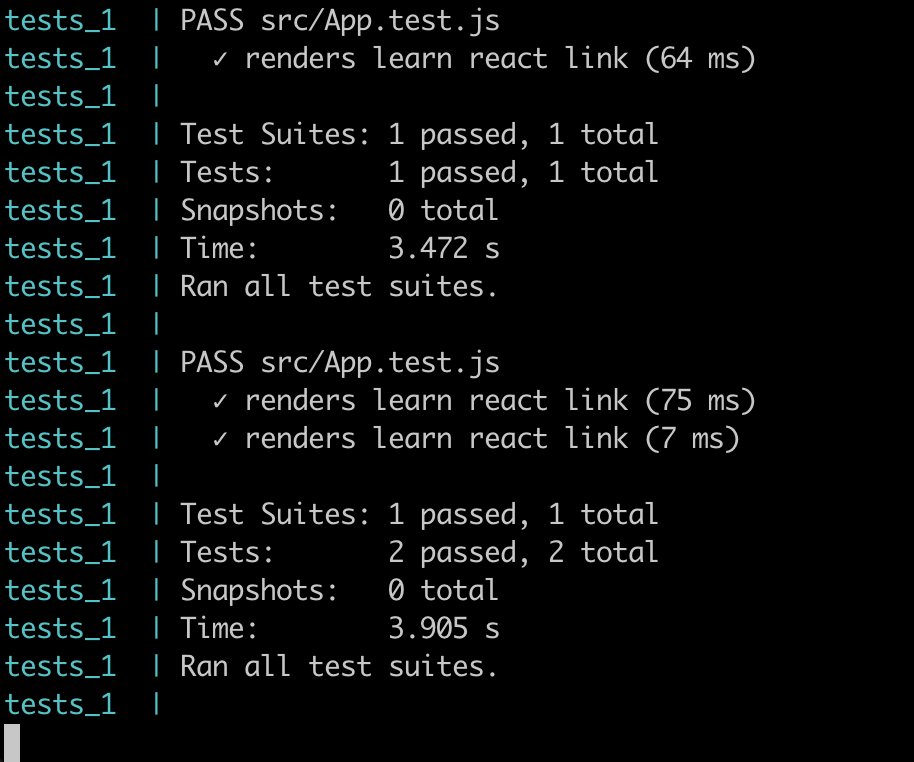 tests_1  | PASS src/App.test.js
tests_1  |   ✓ renders learn react link (64 ms)
tests_1  |
tests_1  | Test Suites: 1 passed, 1 total
tests_1  | Tests:       1 passed, 1 total
tests_1  | Snapshots:   0 total
tests_1  | Time:        3.472 s
tests_1  | Ran all test suites.
tests_1  |
tests_1  | PASS src/App.test.js
tests_1  |   ✓ renders learn react link (75 ms)
tests_1  |   ✓ renders learn react link (7 ms)
tests_1  |
tests_1  | Test Suites: 1 passed, 1 total
tests_1  | Tests:       2 passed, 2 total
tests_1  | Snapshots:   0 total
tests_1  | Time:        3.905 s
tests_1  | Ran all test suites.
tests_1  |